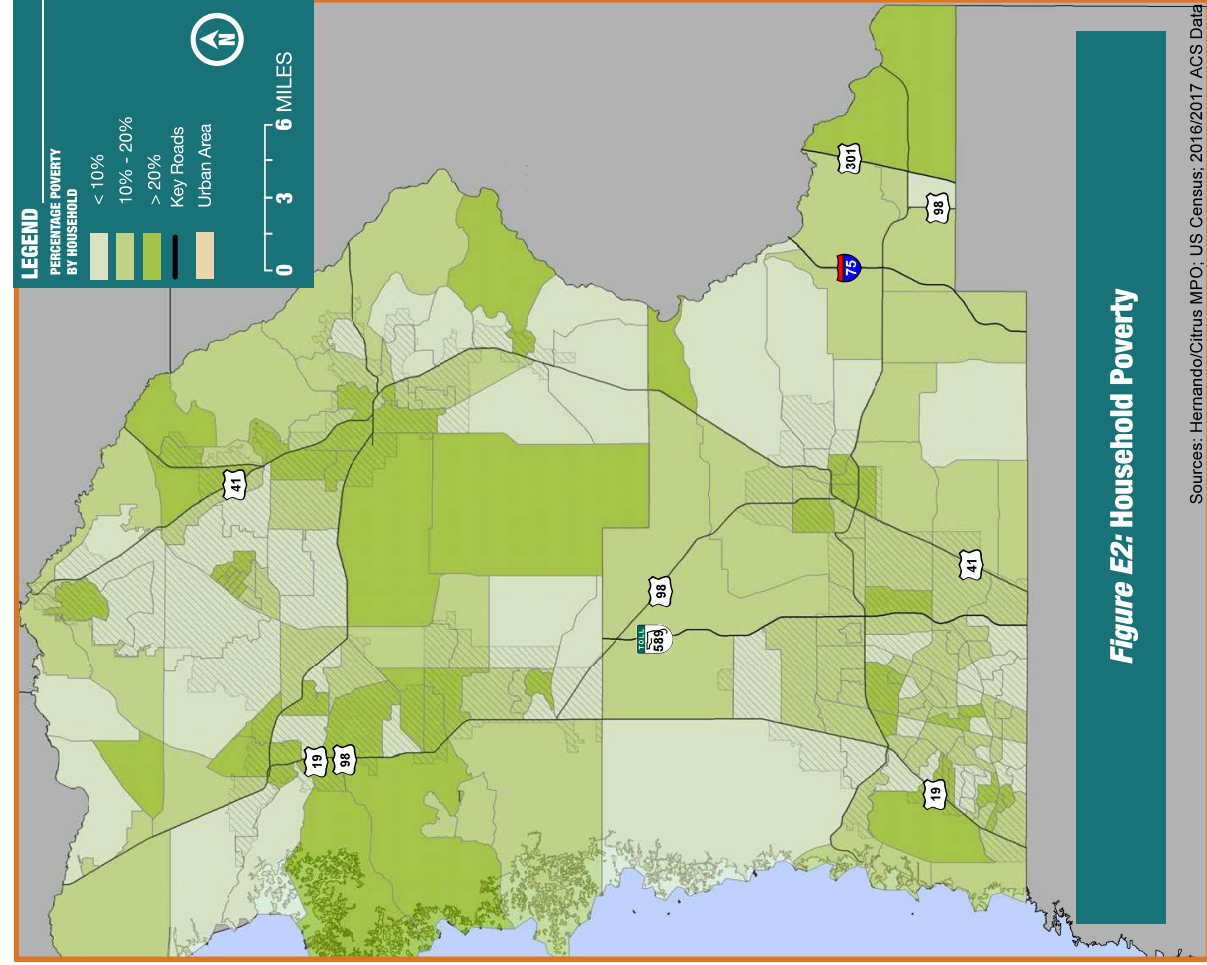 LEGEND
PERCENTAGE POVERTY
BY HOUSEHOLD
< 10%
10% - 20%
> 20%
Key Roads
Urban Area
0 3 6 MILES
N
41
19
98
98
TOLL
589
301
98
75
41
19
Figure E2: Household Poverty
Sources: Hernando/Citrus MPO; US Census; 2016/2017 ACS Data